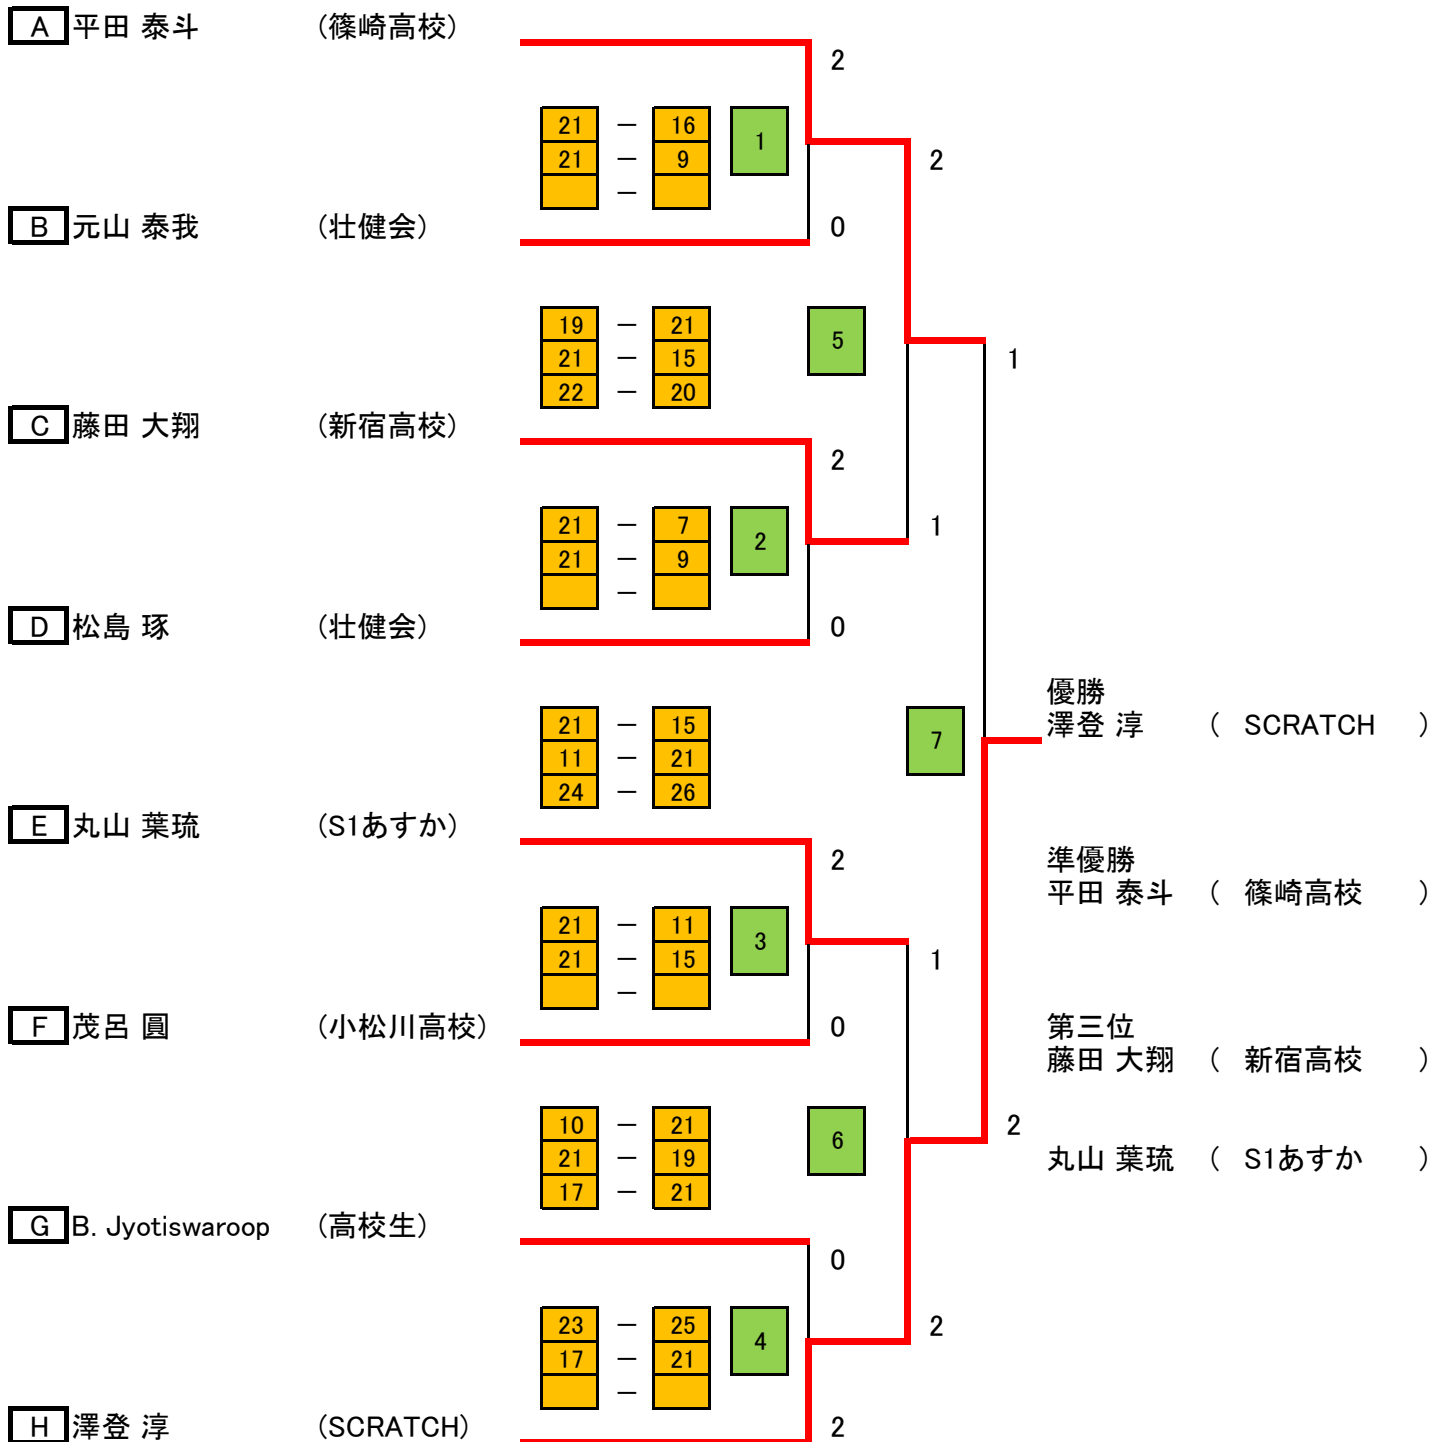 A 平田 泰斗 (篠崎高校)
2
21 － 16 1
21 － 9
－
2
B 元山 泰我 (壮健会)
0
19 － 21 5
21 － 15
22 － 20
1
C 藤田 大翔 (新宿高校)
2
21 － 7 2
21 － 9
－
1
D 松島 琢 (壮健会)
0
優勝
澤登 淳 ( SCRATCH )
21 － 15 7
11 － 21
24 － 26
E 丸山 葉琉 (S1あすか)
2
準優勝
平田 泰斗 ( 篠崎高校 )
21 － 11 3
21 － 15
－
1
F 茂呂 圓 (小松川高校)
0
第三位
藤田 大翔 ( 新宿高校 )
10 － 21 6
21 － 19
17 － 21
2
丸山 葉琉 ( S1あすか )
G B. Jyotiswaroop (高校生)
0
23 － 25 4
17 － 21
－
2
H 澤登 淳 (SCRATCH)
2